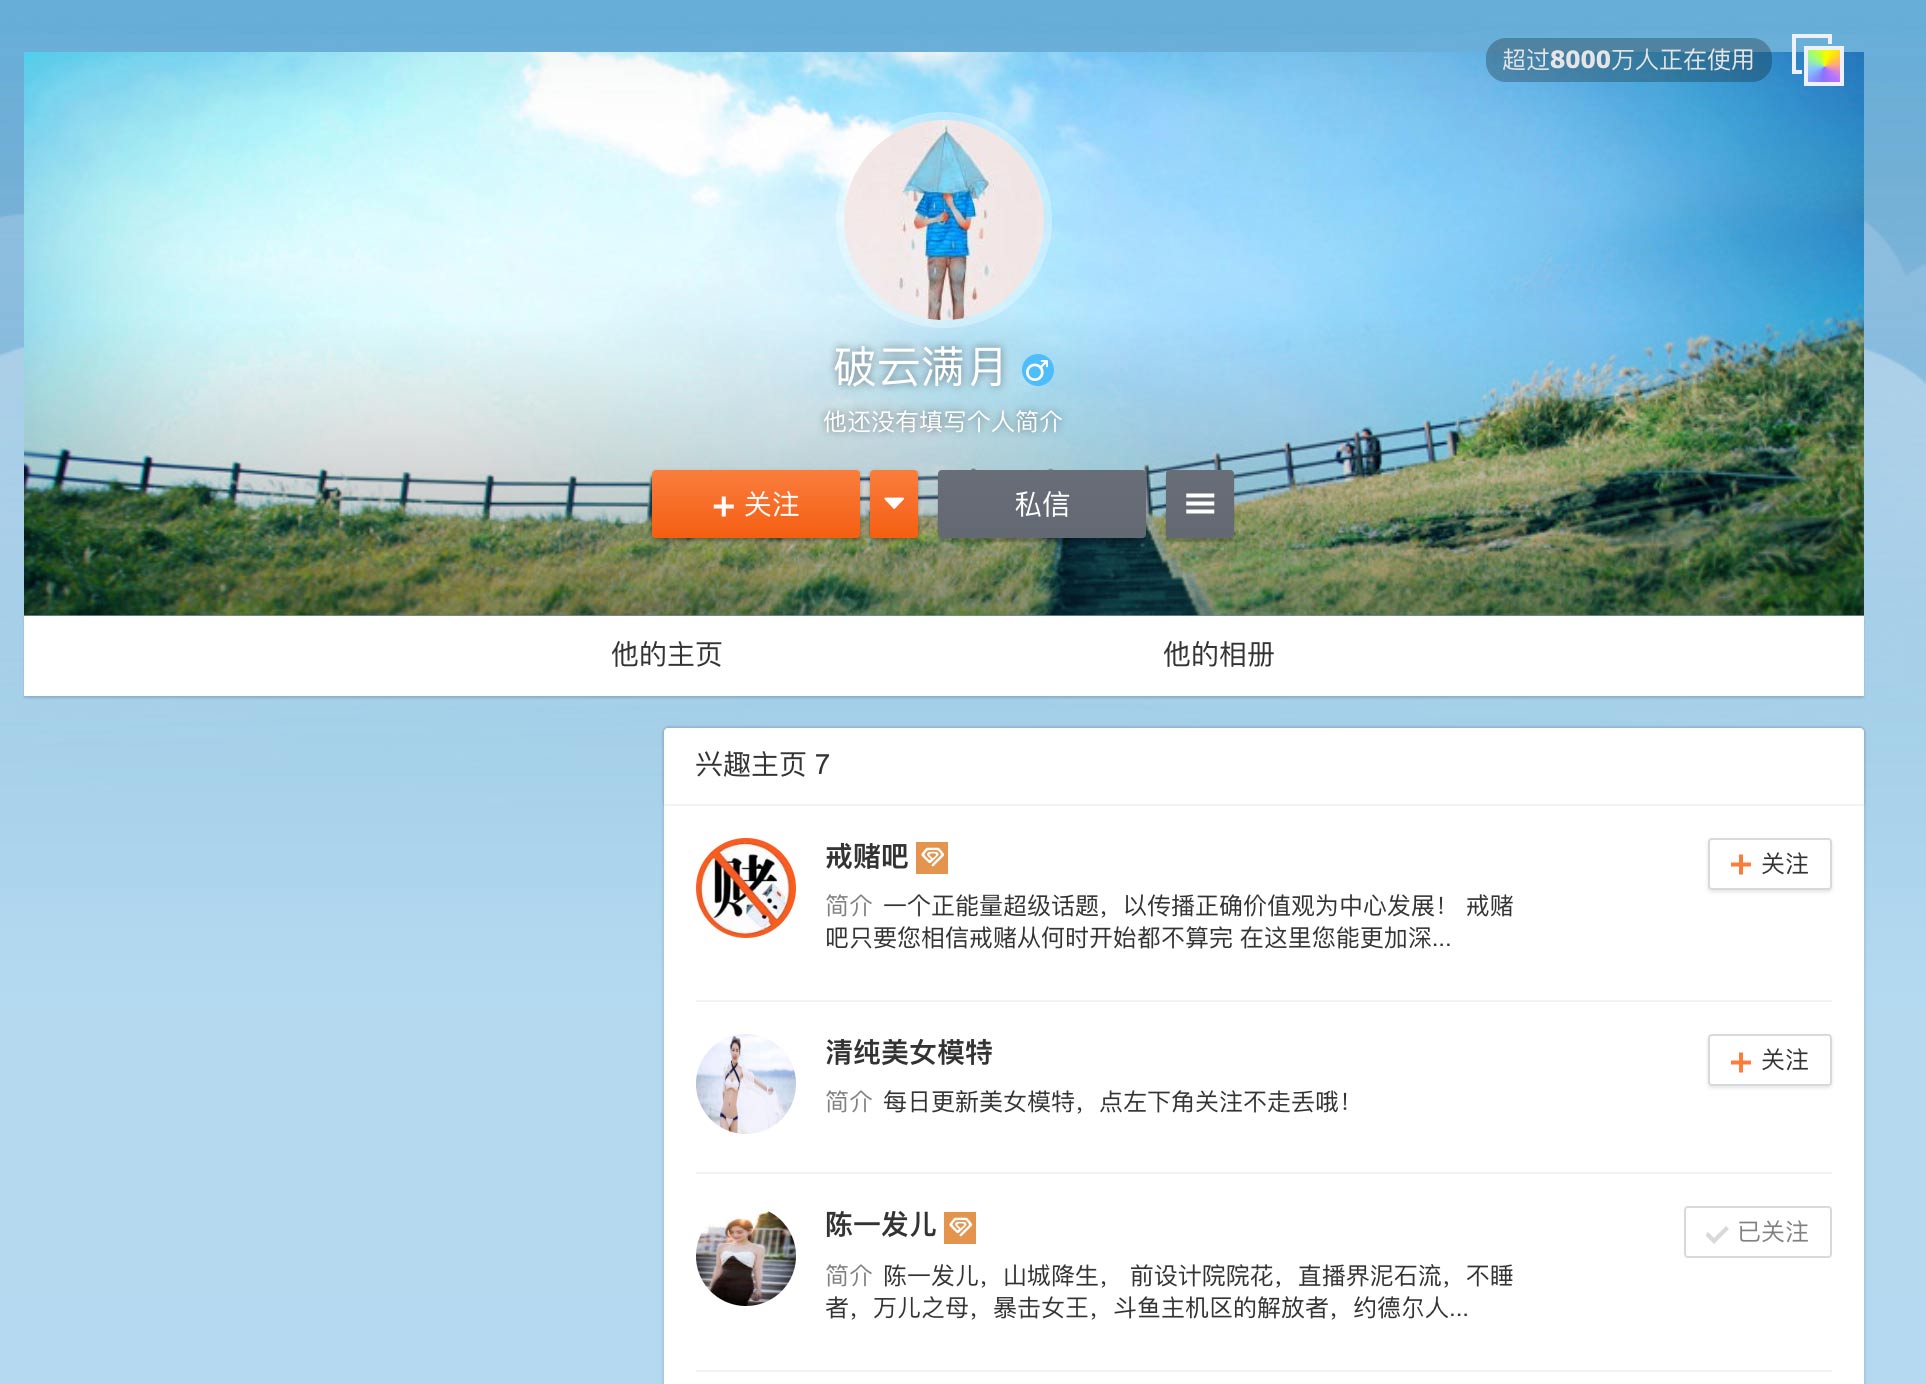 超过8000万人正在使用
破云满月
他还没有填写个人简介
+ 关注
私信
他的主页
他的相册
兴趣主页 7
赌
戒赌吧
+ 关注
简介 一个正能量超级话题，以传播正确价值观为中心发展！ 戒赌
吧只要您相信戒赌从何时开始都不算完 在这里您能更加深...
清纯美女模特
+ 关注
简介 每日更新美女模特，点左下角关注不走丢哦！
陈一发儿
已关注
简介 陈一发儿，山城降生， 前设计院院花，直播界泥石流，不睡
者，万儿之母，暴击女王，斗鱼主机区的解放者，约德尔人...